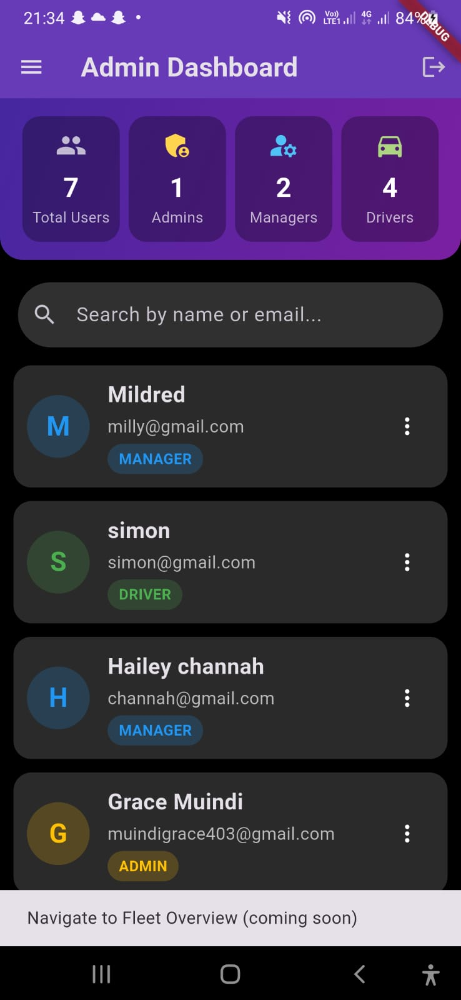 21:34
Vo)) 4G 84%
LTE1
DEBUG
Admin Dashboard
7 1 2 4
Total Users Admins Managers Drivers
Search by name or email...
M
Mildred
milly@gmail.com
MANAGER
S
simon
simon@gmail.com
DRIVER
H
Hailey channah
channah@gmail.com
MANAGER
G
Grace Muindi
muindigrace403@gmail.com
ADMIN
Navigate to Fleet Overview (coming soon)